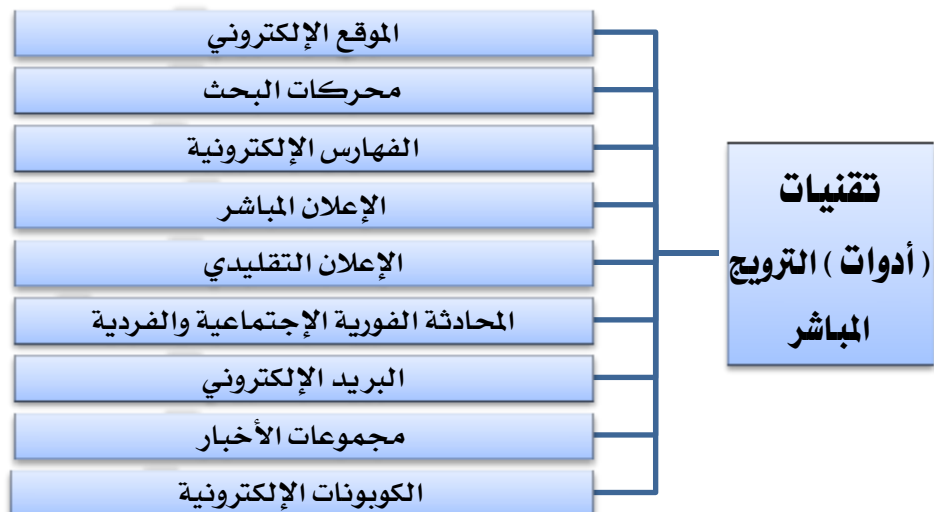 تقنيات
(أدوات) الترويج
المباشر
الموقع الإلكتروني
محركات البحث
الفهارس الإلكترونية
الإعلان المباشر
الإعلان التقليدي
المحادثة الفورية الإجتماعية والفردية
البريد الإلكتروني
مجموعات الأخبار
الكوبونات الإلكترونية